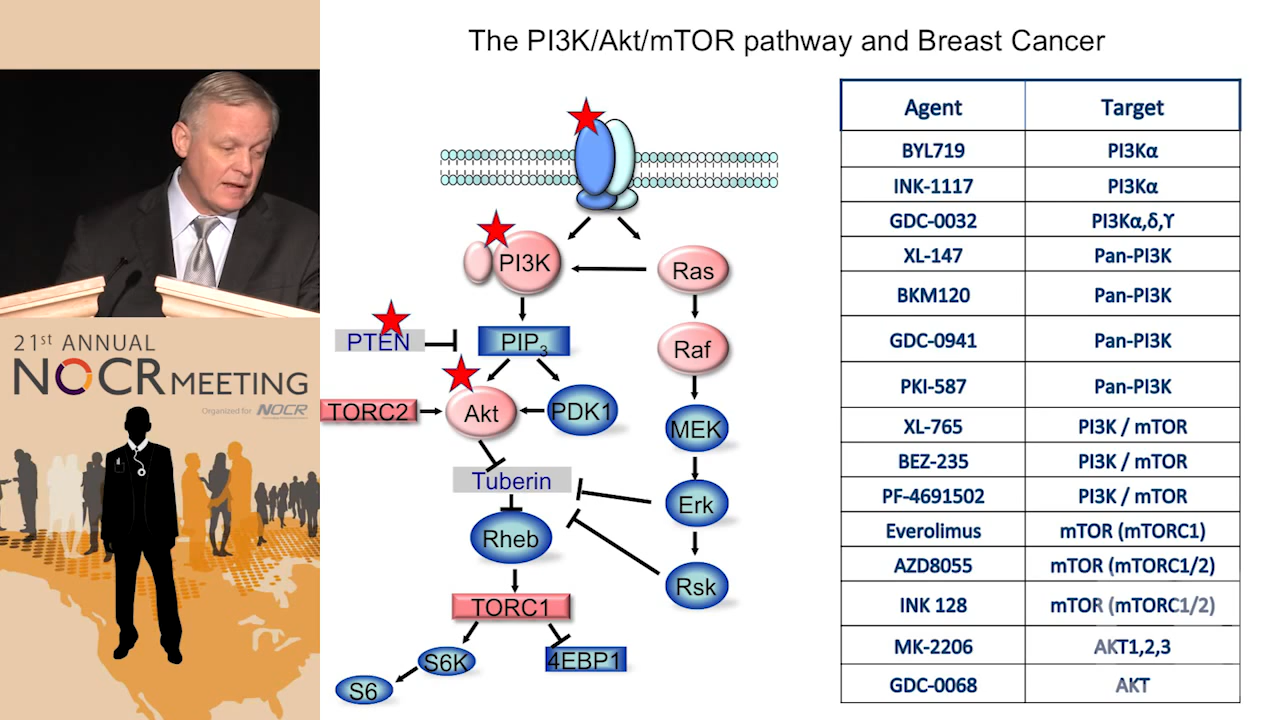 The PI3K/Akt/mTOR pathway and Breast Cancer
21st ANNUAL
NOCR MEETING
Organized for NOCR
PI3K
Ras
PTEN
PIP3
Raf
TORC2
Akt
PDK1
MEK
Tuberin
Erk
Rheb
Rsk
TORC1
S6K
4EBP1
S6
Agent Target
BYL719 PI3Kα
INK-1117 PI3Kα
GDC-0032 PI3Kα,δ,ϒ
XL-147 Pan-PI3K
BKM120 Pan-PI3K
GDC-0941 Pan-PI3K
PKI-587 Pan-PI3K
XL-765 PI3K / mTOR
BEZ-235 PI3K / mTOR
PF-4691502 PI3K / mTOR
Everolimus mTOR (mTORC1)
AZD8055 mTOR (mTORC1/2)
INK 128 mTOR (mTORC1/2)
MK-2206 AKT1,2,3
GDC-0068 AKT